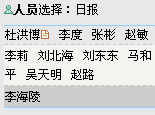 人员选择：日报
杜洪博 李度 张彬 赵敏
李莉 刘北海 刘东东 马和
平 吴天明 赵路
李海陵